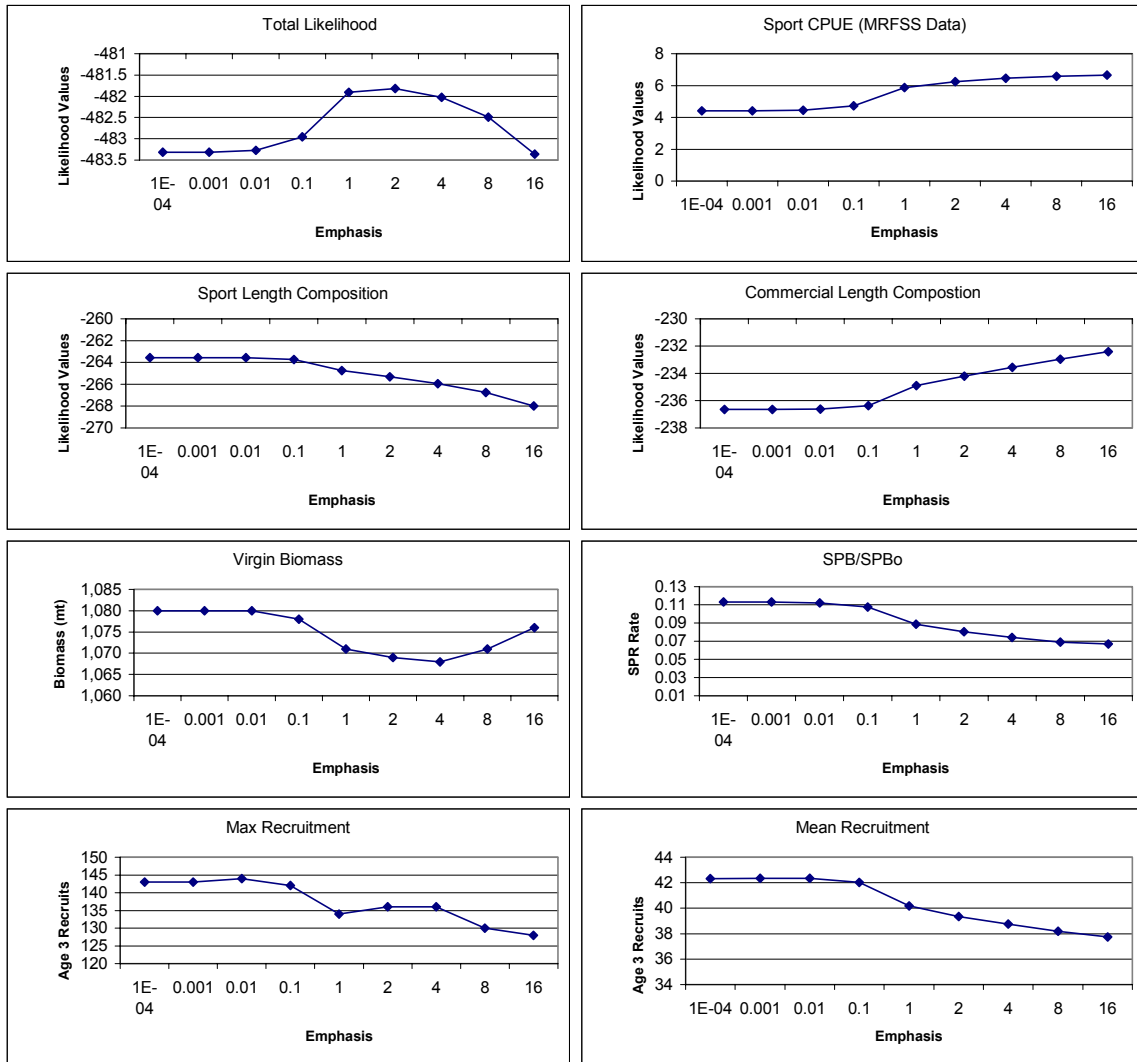 Total Likelihood
-481
-481.5
-482
-482.5
-483
-483.5
Likelihood Values
1E-
04
0.001 0.01 0.1 1 2 4 8 16
Emphasis
Sport CPUE (MRFSS Data)
8
6
4
2
0
Likelihood Values
1E-04 0.001 0.01 0.1 1 2 4 8 16
Emphasis
Sport Length Composition
-260
-262
-264
-266
-268
-270
Likelihood Values
1E-
04
0.001 0.01 0.1 1 2 4 8 16
Emphasis
Commercial Length Compostion
-230
-232
-234
-236
-238
Likelihood Values
1E-04 0.001 0.01 0.1 1 2 4 8 16
Emphasis
Virgin Biomass
1,085
1,080
1,075
1,070
1,065
1,060
Biomass (mt)
1E-
04
0.001 0.01 0.1 1 2 4 8 16
Emphasis
SPB/SPBo
0.13
0.11
0.09
0.07
0.05
0.03
0.01
SPR Rate
1E-
04
0.001 0.01 0.1 1 2 4 8 16
Emphasis
Max Recruitment
150
145
140
135
130
125
120
Age 3 Recruits
1E-
04
0.001 0.01 0.1 1 2 4 8 16
Emphasis
Mean Recruitment
44
42
40
38
36
34
Age 3 Recruits
1E-04 0.001 0.01 0.1 1 2 4 8 16
Emphasis